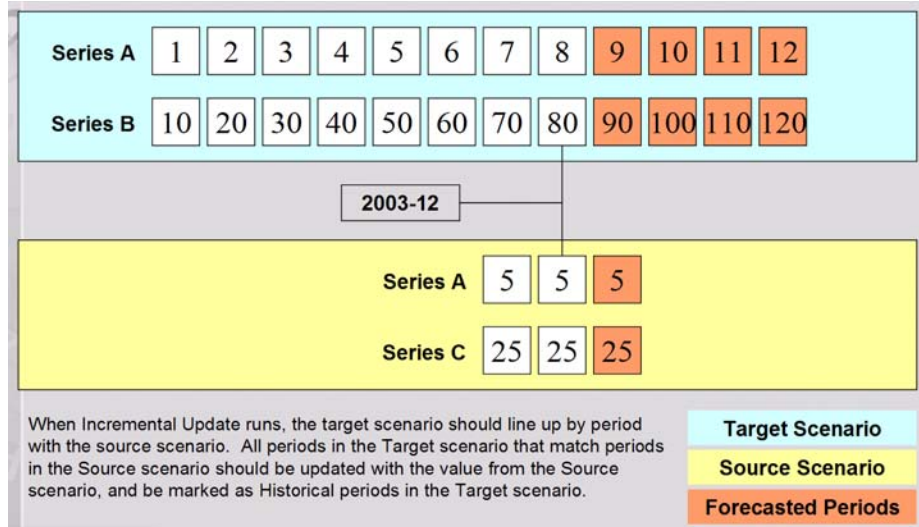 Series A 1 2 3 4 5 6 7 8 9 10 11 12
Series B 10 20 30 40 50 60 70 80 90 100 110 120
2003-12
Series A 5 5 5
Series C 25 25 25
When Incremental Update runs, the target scenario should line up by period
with the source scenario. All periods in the Target scenario that match periods
in the Source scenario should be updated with the value from the Source
scenario, and be marked as Historical periods in the Target scenario.
Target Scenario
Source Scenario
Forecasted Periods